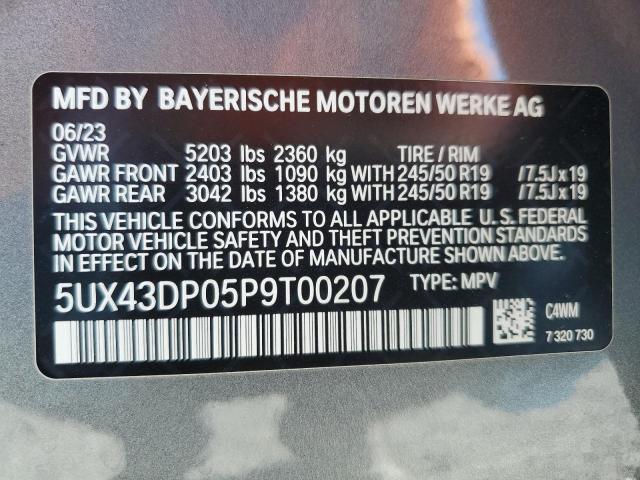 MFD BY BAYERISCHE MOTOREN WERKE AG
06/23
GVWR 5203 lbs 2360 kg TIRE / RIM
GAWR FRONT 2403 lbs 1090 kg WITH 245/50 R19 /7.5J x 19
GAWR REAR 3042 lbs 1380 kg WITH 245/50 R19 /7.5J x 19
THIS VEHICLE CONFORMS TO ALL APPLICABLE U. S. FEDERAL
MOTOR VEHICLE SAFETY AND THEFT PREVENTION STANDARDS
IN EFFECT ON THE DATE OF MANUFACTURE SHOWN ABOVE.
5UX43DP05P9T00207 TYPE: MPV
C4WM
7 320 730